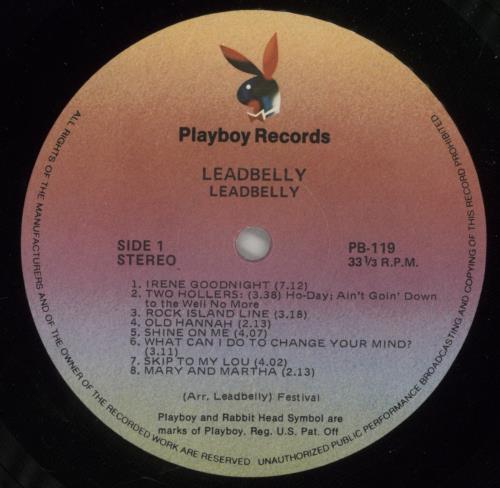 Playboy Records
LEADBELLY
LEADBELLY
SIDE 1
STEREO
PB-119
33⅓ R.P.M.
1. IRENE GOODNIGHT (7.12)
2. TWO HOLLERS: (3.38) Ho-Day; Ain't Goin' Down
to the Well No More
3. ROCK ISLAND LINE (3.18)
4. OLD HANNAH (2.13)
5. SHINE ON ME (4.07)
6. WHAT CAN I DO TO CHANGE YOUR MIND?
(3.11)
7. SKIP TO MY LOU (4.02)
8. MARY AND MARTHA (2.13)
(Arr. Leadbelly) Festival
Playboy and Rabbit Head Symbol are
marks of Playboy, Reg. U.S. Pat. Off
ALL RIGHTS OF THE MANUFACTURERS AND OF THE OWNER OF THE RECORDED WORK ARE RESERVED. UNAUTHORIZED PUBLIC PERFORMANCE BROADCASTING AND COPYING OF THIS RECORD PROHIBITED